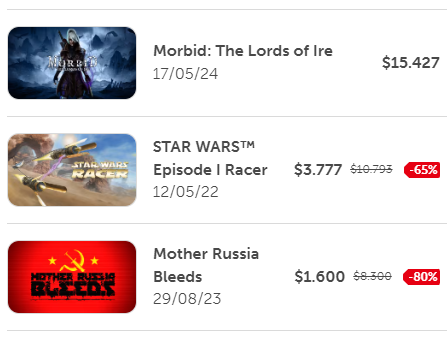 MORBID
Morbid: The Lords of Ire
17/05/24
$15.427
STAR WARS
RACER
STAR WARS™
Episode I Racer
12/05/22
$3.777 $10.793 -65%
MOTHER RUSSIA
BLEEDS
Mother Russia
Bleeds
29/08/23
$1.600 $8.300 -80%